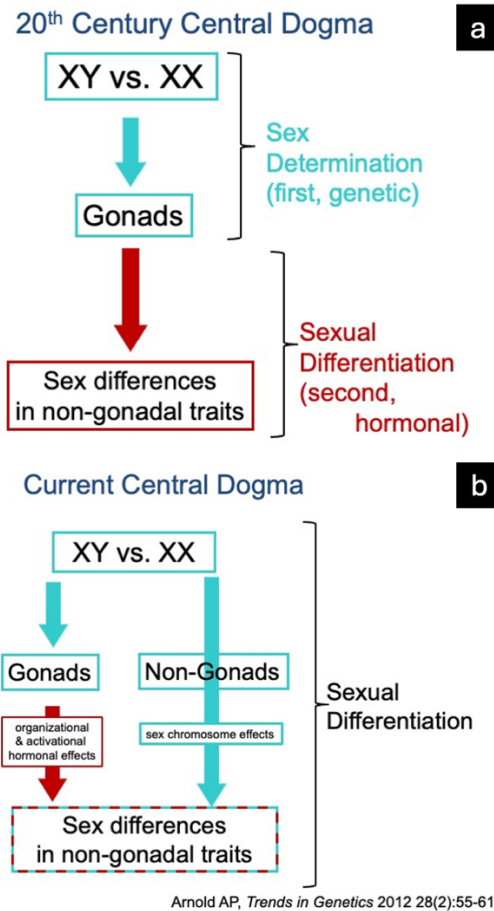 20th Century Central Dogma
a
XY vs. XX
Sex
Determination
(first, genetic)
Gonads
Sexual
Differentiation
(second,
hormonal)
Sex differences
in non-gonadal traits
Current Central Dogma
b
XY vs. XX
Gonads
Non-Gonads
Sexual
Differentiation
organizational
& activational
hormonal effects
sex chromosome effects
Sex differences
in non-gonadal traits
Arnold AP, Trends in Genetics 2012 28(2):55-61